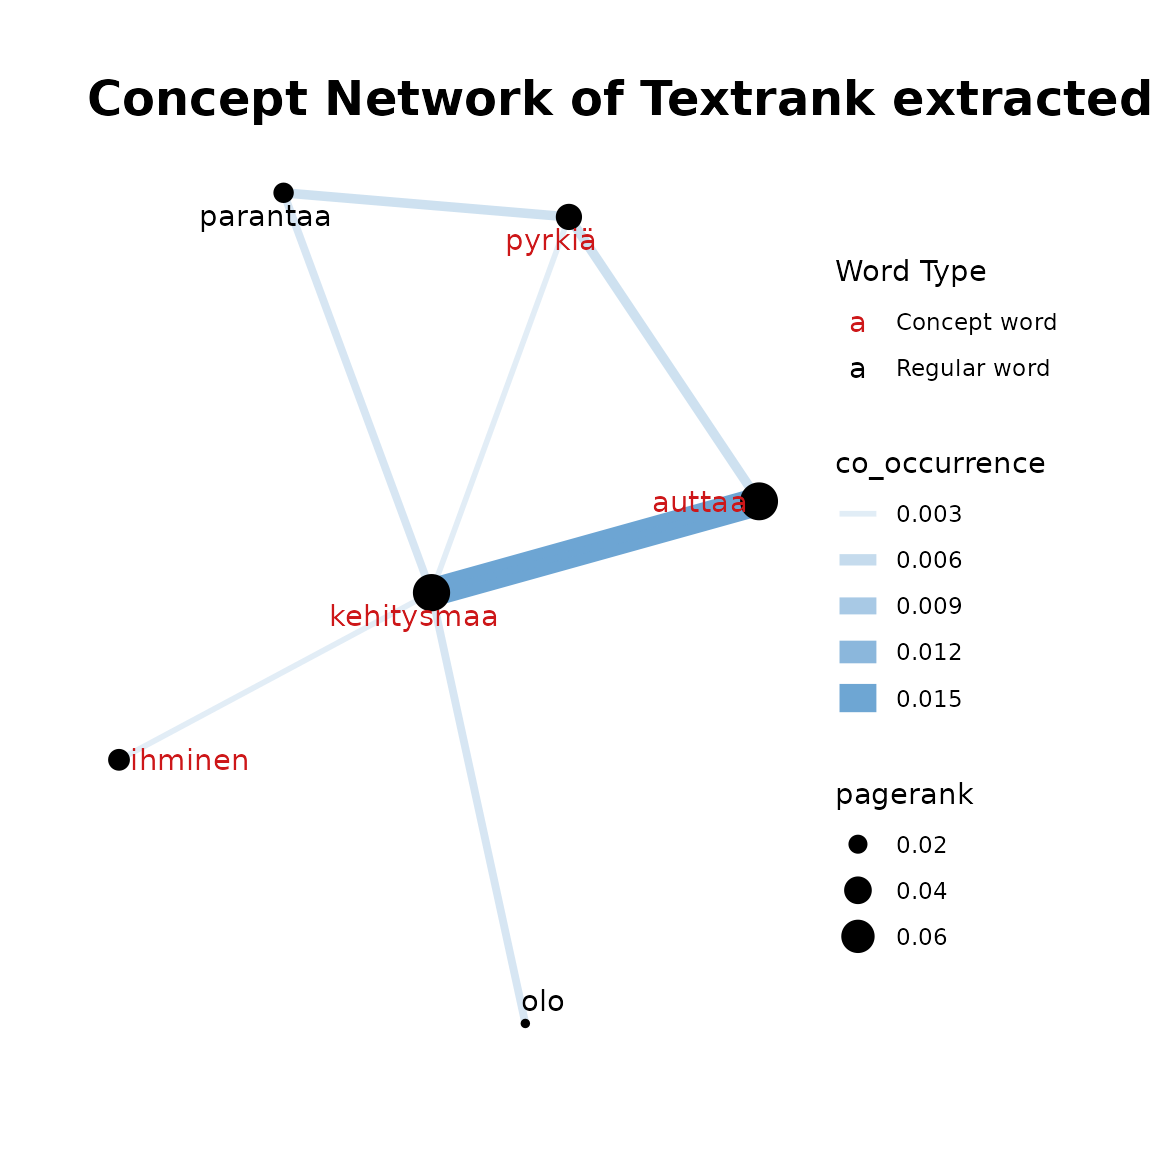 Concept Network of Textrank extracted
parantaa
pyrkiä
auttaa
kehitysmaa
ihminen
olo
Word Type
a Concept word
a Regular word
co_occurrence
0.003
0.006
0.009
0.012
0.015
pagerank
0.02
0.04
0.06